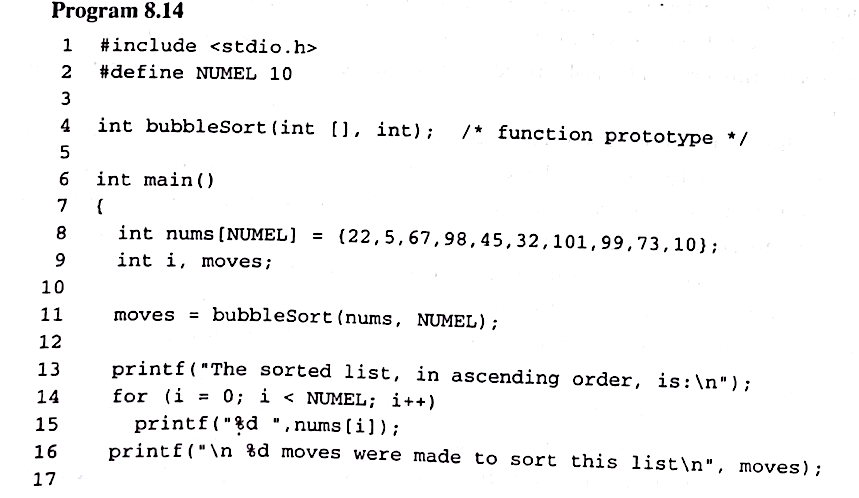 Program 8.14
1 #include <stdio.h>
2 #define NUMEL 10
3
4 int bubbleSort(int [], int); /* function prototype */
5
6 int main()
7 {
8 int nums[NUMEL] = {22,5,67,98,45,32,101,99,73,10};
9 int i, moves;
10
11 moves = bubbleSort(nums, NUMEL);
12
13 printf("The sorted list, in ascending order, is:\n");
14 for (i = 0; i < NUMEL; i++)
15 printf("%d ",nums[i]);
16 printf("\n %d moves were made to sort this list\n", moves);
17